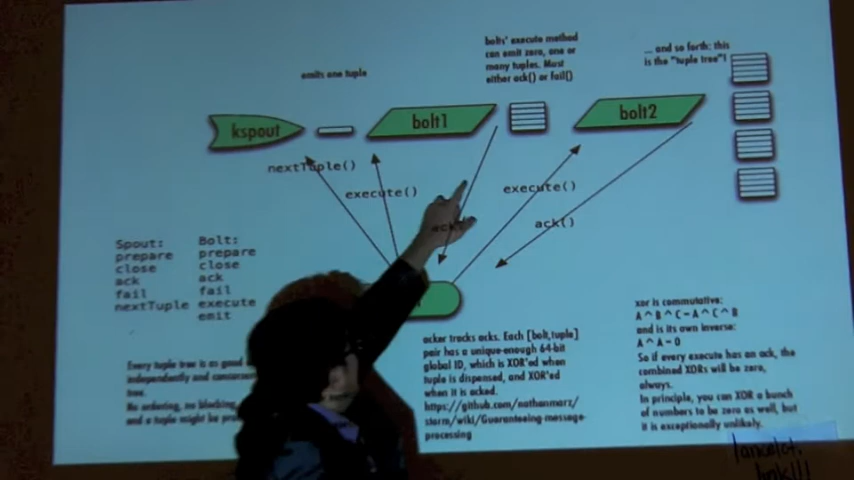 emits one tuple
bolts' execute method
can emit zero, one or
many tuples. Most
either ack() or fail()
... and so forth: this
is the "tuple tree"!
kspout
bolt1
bolt2
nextTuple()
execute()
ack()
execute()
ack()
Spout:
prepare
close
ack
fail
nextTuple
Bolt:
prepare
close
ack
fail
execute
emit
Every tuple tree is as good
independently and
tree.
No ordering, no blocking,
and a tuple might be
acker tracks acks. Each [bolt,tuple]
pair has a unique-enough 64-bit
global ID, which is XOR'ed when
tuple is dispensed, and XOR'ed
when it is acked.
https://github.com/nathanmarz/
storm/wiki/Guaranteeing-message-
processing
xor is commutative:
A^B^C=A^C^B
and is its own inverse:
A^A=0
So if every execute has an ack, the
combined XORs will be zero,
always.
In principle, you can XOR a bunch
of numbers to be zero as well, but
it is exceptionally unlikely.
lancelot.